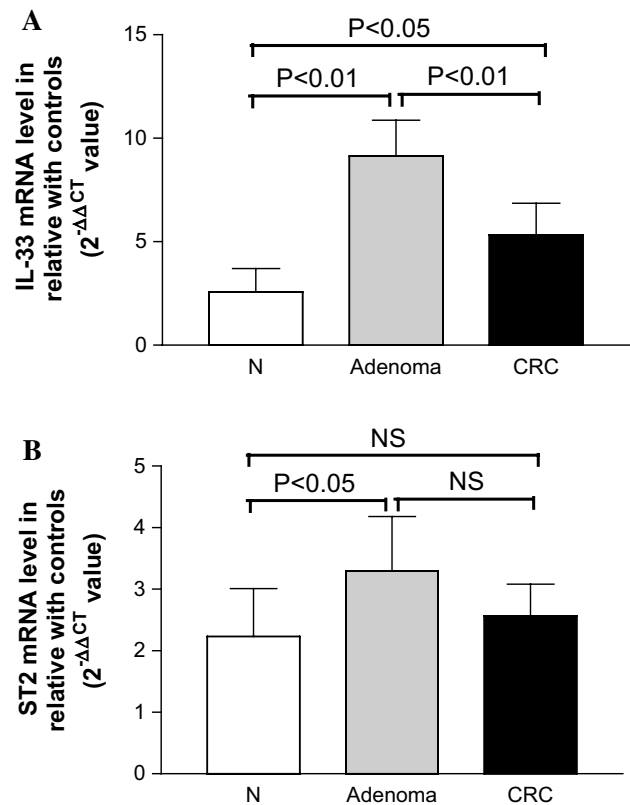 A
P<0.05
P<0.01
P<0.01
IL-33 mRNA level in
relative with controls
(2^-ΔΔCT value)
15
10
5
0
N Adenoma CRC
B
NS
P<0.05
NS
ST2 mRNA level in
relative with controls
(2^-ΔΔCT value)
5
4
3
2
1
0
N Adenoma CRC